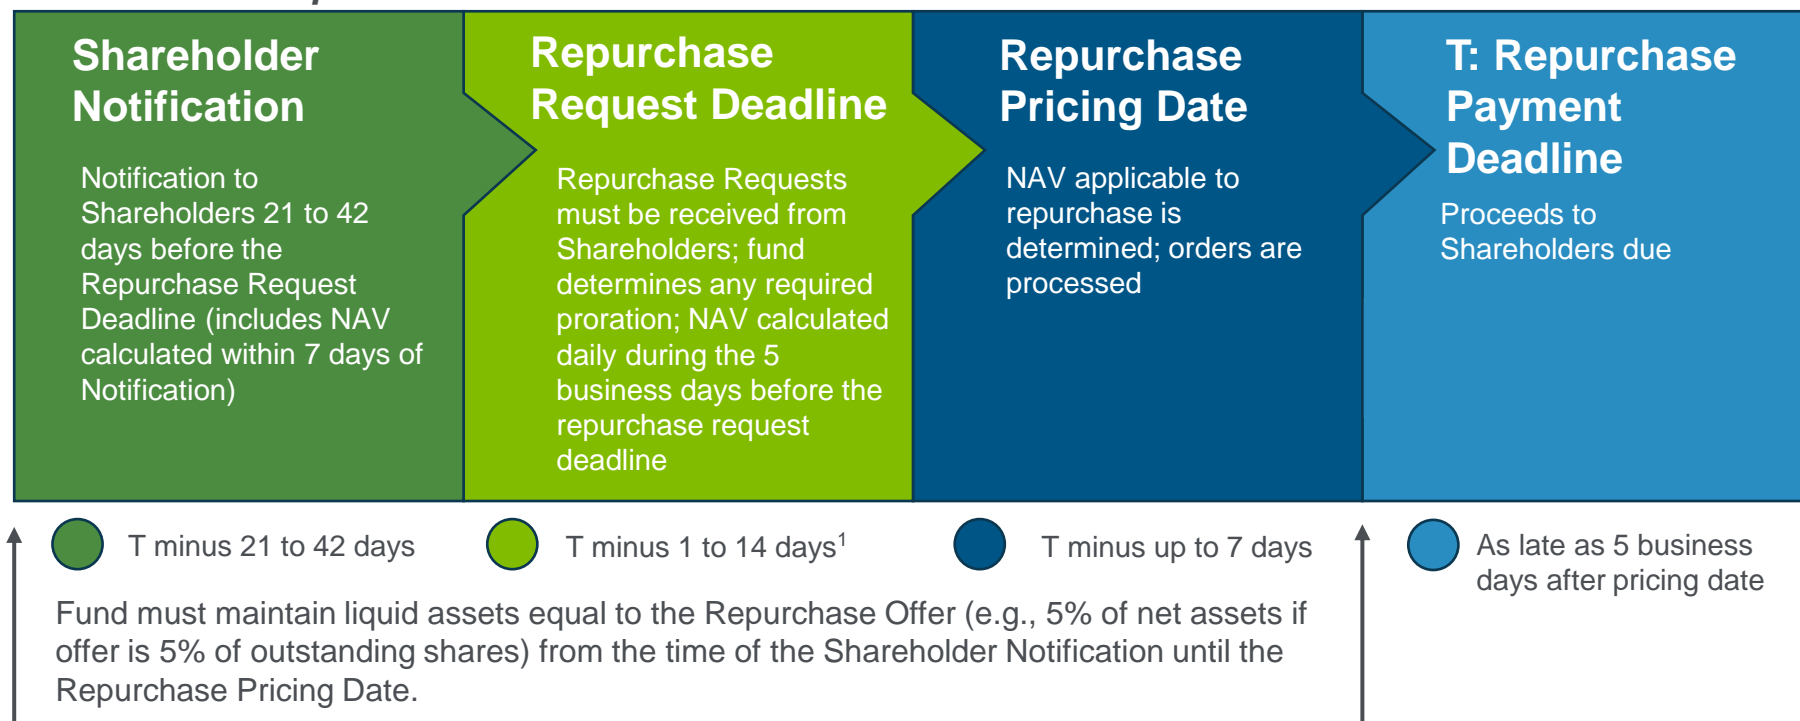 Shareholder
Notification
Notification to
Shareholders 21 to 42
days before the
Repurchase Request
Deadline (includes NAV
calculated within 7 days of
Notification)
Repurchase
Request Deadline
Repurchase Requests
must be received from
Shareholders; fund
determines any required
proration; NAV calculated
daily during the 5
business days before the
repurchase request
deadline
Repurchase
Pricing Date
NAV applicable to
repurchase is
determined; orders are
processed
T: Repurchase
Payment
Deadline
Proceeds to
Shareholders due
T minus 21 to 42 days
T minus 1 to 14 days¹
T minus up to 7 days
As late as 5 business
days after pricing date
Fund must maintain liquid assets equal to the Repurchase Offer (e.g., 5% of net assets if
offer is 5% of outstanding shares) from the time of the Shareholder Notification until the
Repurchase Pricing Date.